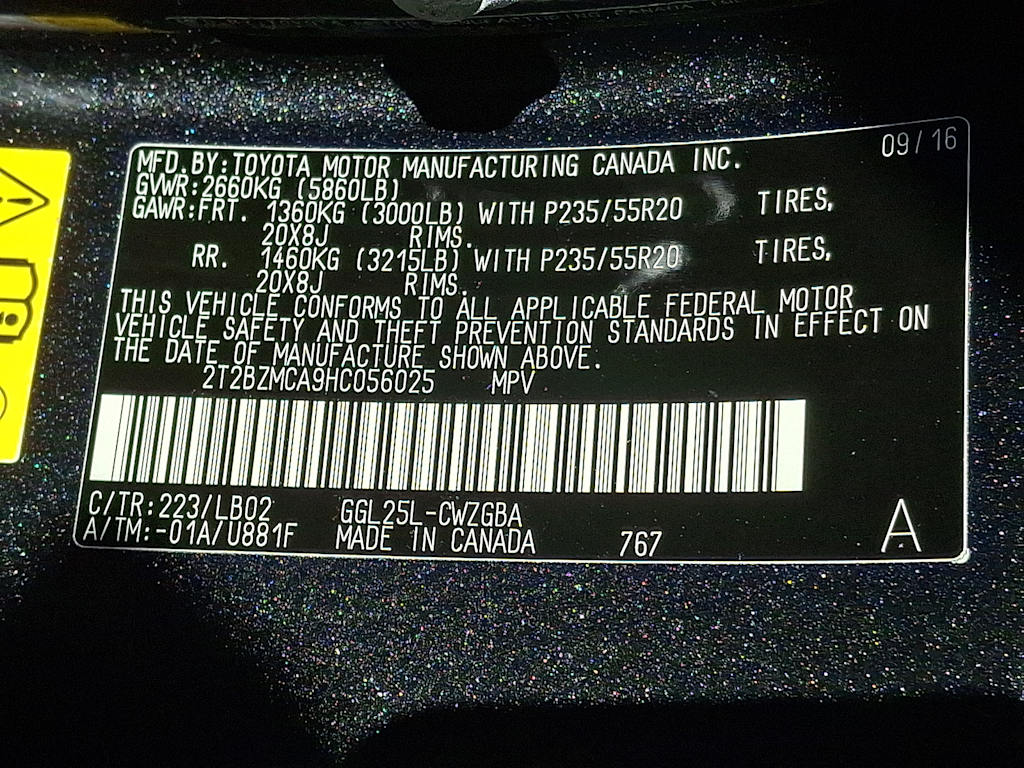 09/16
MFD.BY:TOYOTA MOTOR MANUFACTURING CANADA INC.
GVWR:2660KG (5860LB)
GAWR:FRT. 1360KG (3000LB) WITH P235/55R20 TIRES,
20X8J RIMS.
RR. 1460KG (3215LB) WITH P235/55R20 TIRES,
20X8J RIMS.
THIS VEHICLE CONFORMS TO ALL APPLICABLE FEDERAL MOTOR
VEHICLE SAFETY AND THEFT PREVENTION STANDARDS IN EFFECT ON
THE DATE OF MANUFACTURE SHOWN ABOVE.
2T2BZMCA9HC056025 MPV
C/TR:223/LB02 GGL25L-CWZGBA
A/TM:-01A/U881F MADE IN CANADA 767 A